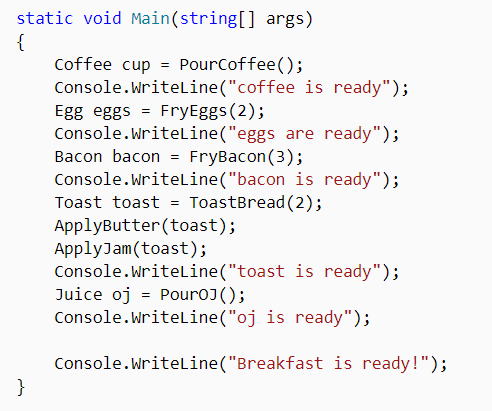 static void Main(string[] args)
{
    Coffee cup = PourCoffee();
    Console.WriteLine("coffee is ready");
    Egg eggs = FryEggs(2);
    Console.WriteLine("eggs are ready");
    Bacon bacon = FryBacon(3);
    Console.WriteLine("bacon is ready");
    Toast toast = ToastBread(2);
    ApplyButter(toast);
    ApplyJam(toast);
    Console.WriteLine("toast is ready");
    Juice oj = PourOJ();
    Console.WriteLine("oj is ready");

    Console.WriteLine("Breakfast is ready!");
}